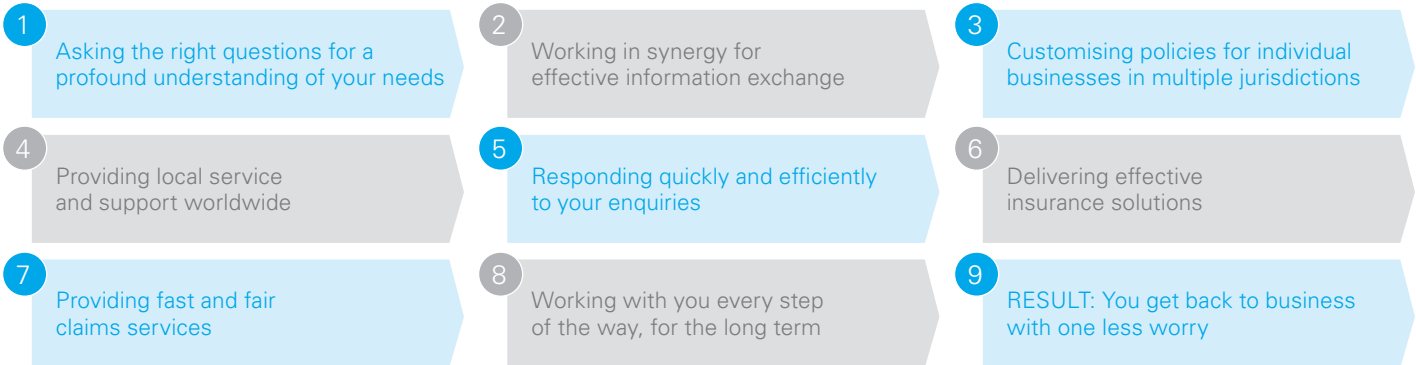 1
Asking the right questions for a
profound understanding of your needs
2
Working in synergy for
effective information exchange
3
Customising policies for individual
businesses in multiple jurisdictions
4
Providing local service
and support worldwide
5
Responding quickly and efficiently
to your enquiries
6
Delivering effective
insurance solutions
7
Providing fast and fair
claims services
8
Working with you every step
of the way, for the long term
9
RESULT: You get back to business
with one less worry